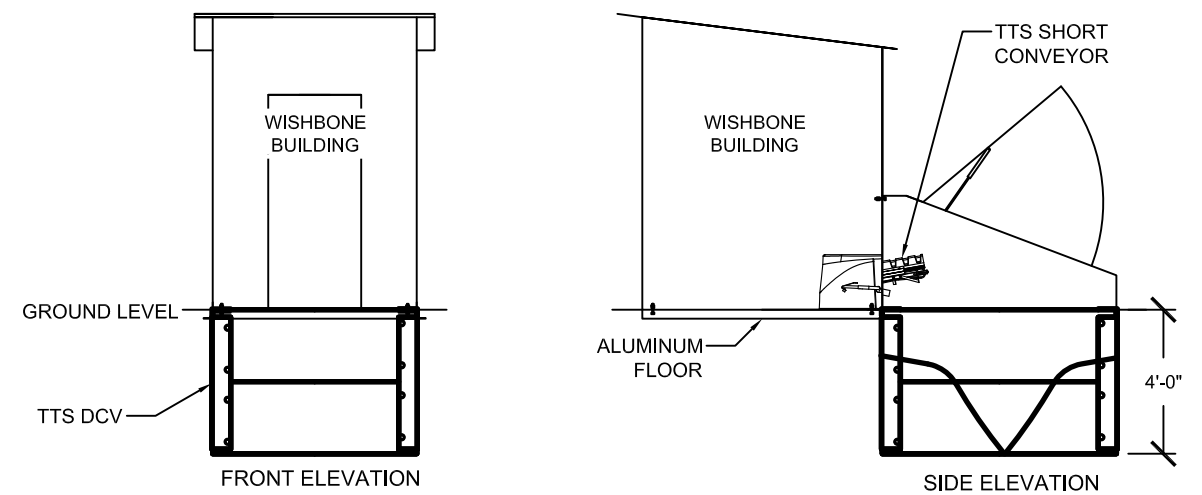 TTS SHORT
CONVEYOR
WISHBONE
BUILDING
WISHBONE
BUILDING
GROUND LEVEL
ALUMINUM
FLOOR
4'-0"
TTS DCV
FRONT ELEVATION
SIDE ELEVATION